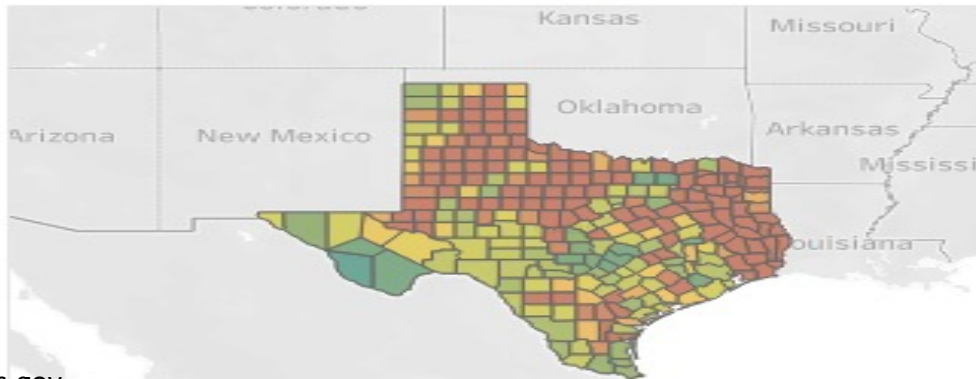 Kansas
Missouri
Oklahoma
Arizona
New Mexico
Arkansas
Mississi
ouisiana